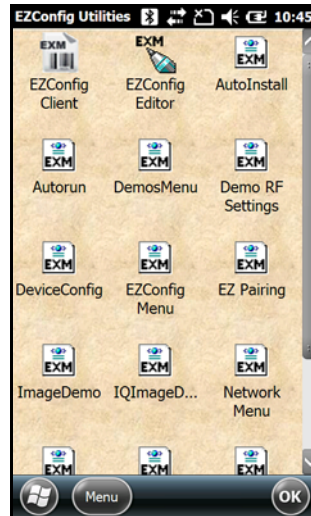 EZConfig Utilities 10:45
EXM EXM EXM
EZConfig EZConfig AutoInstall
Client Editor
EXM EXM EXM
Autorun DemosMenu Demo RF
Settings
EXM EXM EXM
DeviceConfig EZConfig EZ Pairing
Menu
EXM EXM EXM
ImageDemo IQImageD... Network
Menu
EXM EXM EXM
Menu OK